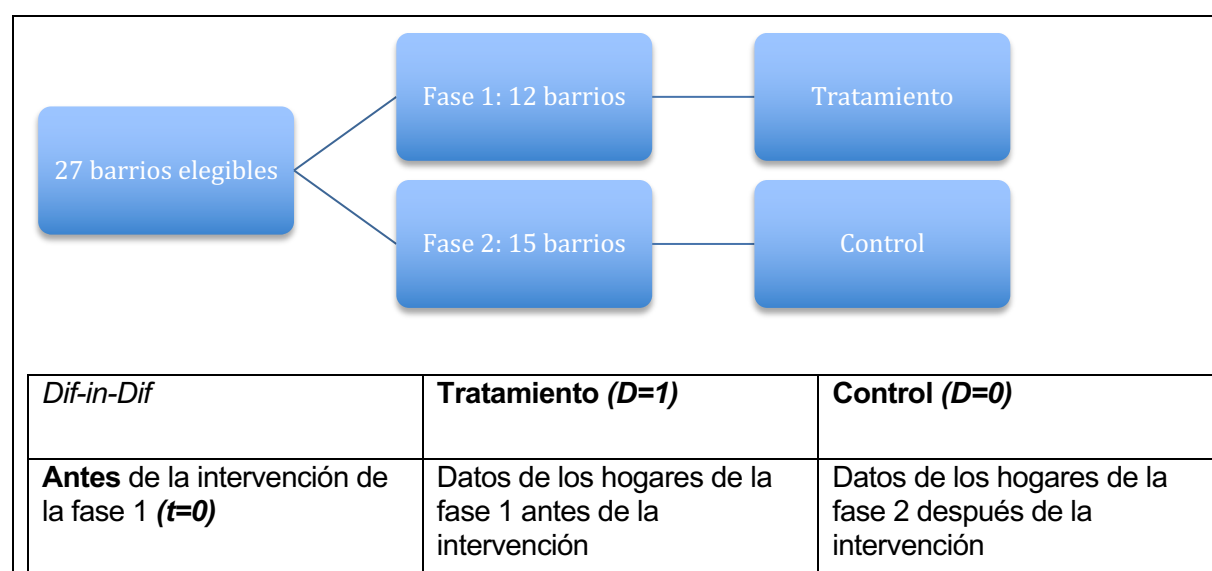 Fase 1: 12 barrios
Tratamiento
27 barrios elegibles
Fase 2: 15 barrios
Control
Dif-in-Dif
Tratamiento (D=1)
Control (D=0)
Antes de la intervención de
la fase 1 (t=0)
Datos de los hogares de la
fase 1 antes de la
intervención
Datos de los hogares de la
fase 2 después de la
intervención